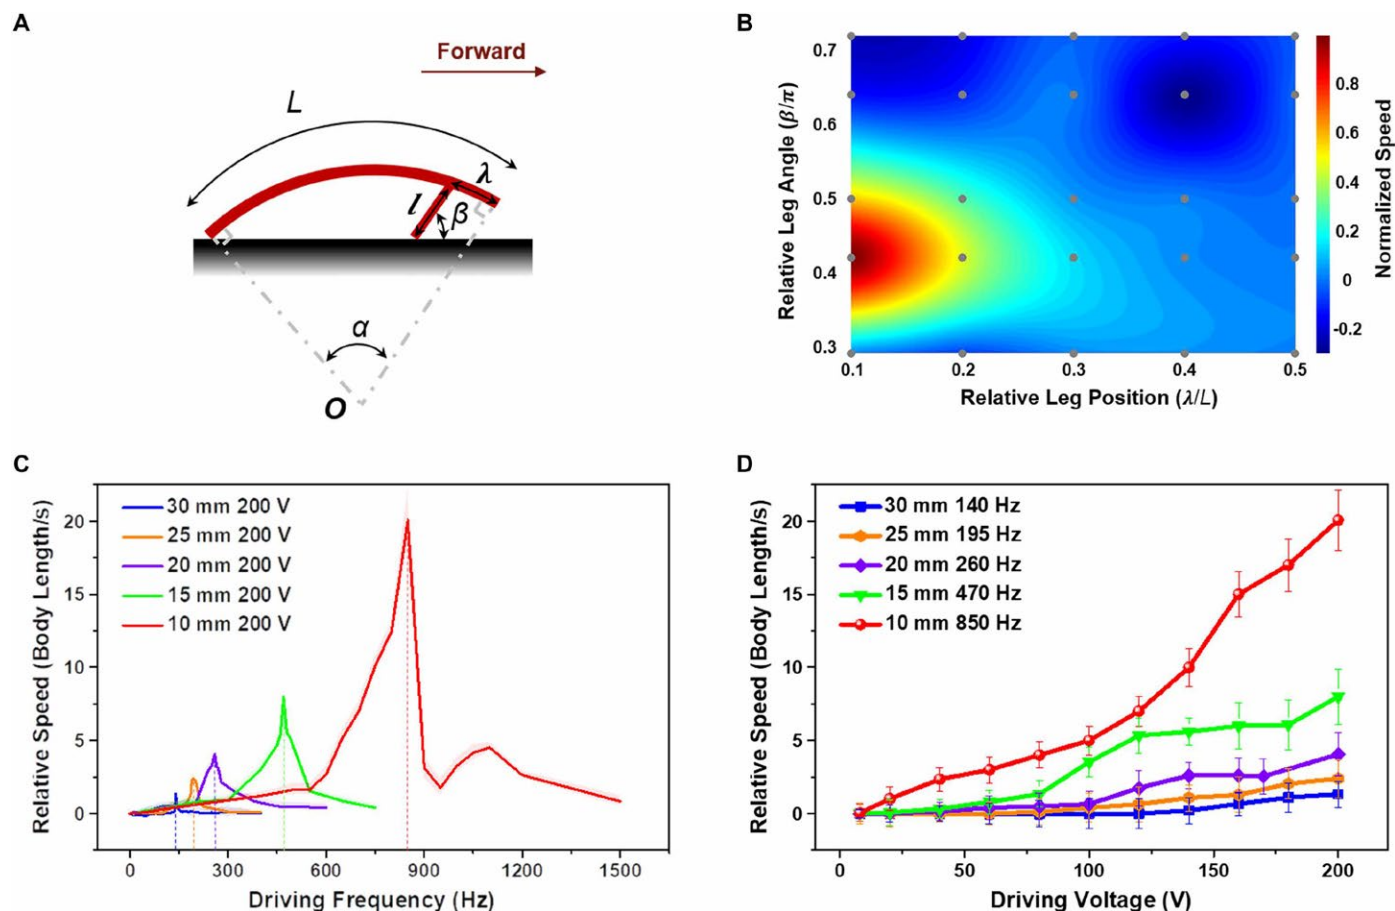 A
Forward
L
λ
l
β
α
O
B
Relative Leg Angle (β/π)
0.7
0.6
0.5
0.4
0.3
0.1
0.2
0.3
0.4
0.5
Relative Leg Position (λ/L)
0.8
0.6
0.4
0.2
0
-0.2
Normalized Speed
C
Relative Speed (Body Length/s)
20
15
10
5
0
30 mm 200 V
25 mm 200 V
20 mm 200 V
15 mm 200 V
10 mm 200 V
0
300
600
900
1200
1500
Driving Frequency (Hz)
D
Relative Speed (Body Length/s)
20
15
10
5
0
30 mm 140 Hz
25 mm 195 Hz
20 mm 260 Hz
15 mm 470 Hz
10 mm 850 Hz
0
50
100
150
200
Driving Voltage (V)